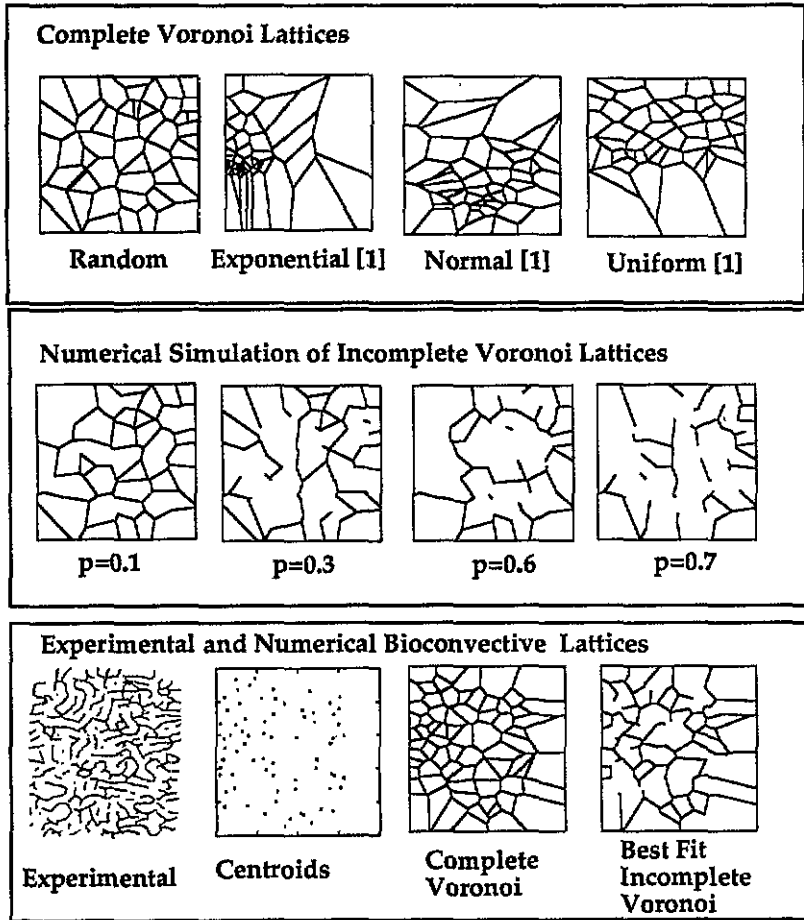 Complete Voronoi Lattices
Random
Exponential [1]
Normal [1]
Uniform [1]
Numerical Simulation of Incomplete Voronoi Lattices
p=0.1
p=0.3
p=0.6
p=0.7
Experimental and Numerical Bioconvective Lattices
Experimental
Centroids
Complete
Voronoi
Best Fit
Incomplete
Voronoi